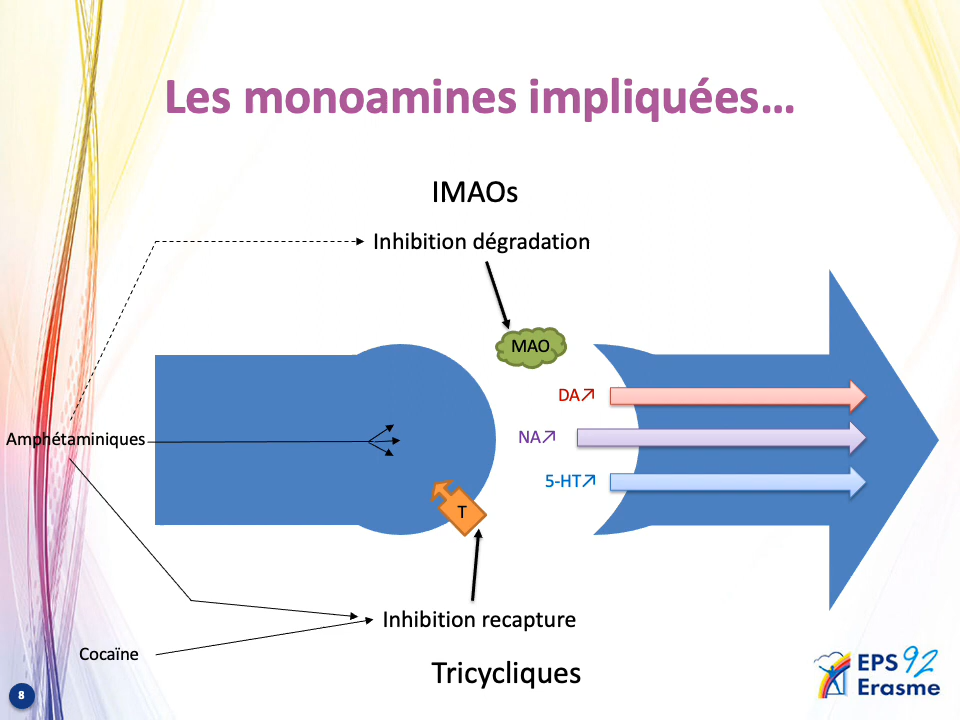 Les monoamines impliquées...
IMAOs
Inhibition dégradation
MAO
DA↗
Amphétaminiques
NA↗
5-HT↗
T
Inhibition recapture
Cocaïne
Tricycliques
EPS 92
Erasme
8